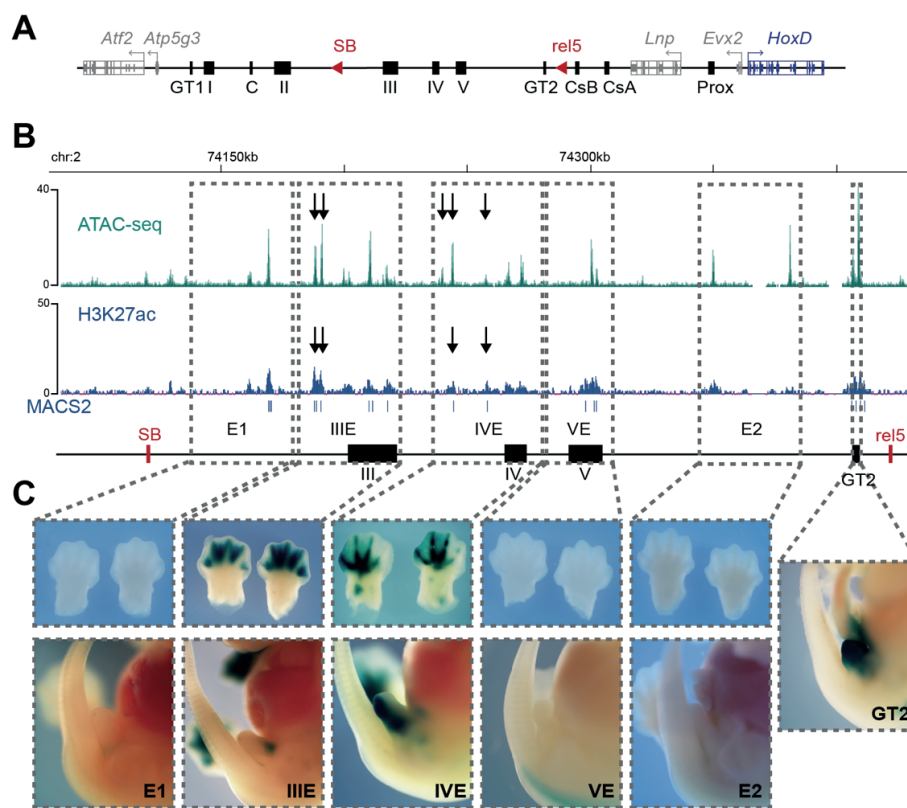 A
Atf2 Atp5g3 SB rel5 Lnp Evx2 HoxD
GT1 I C II III IV V GT2 CsB CsA Prox
B
chr:2 74150kb 74300kb
40
ATAC-seq
0
50
H3K27ac
0
MACS2
SB E1 IIIE IVE VE E2 rel5
III IV V GT2
C
E1 IIIE IVE VE E2 GT2